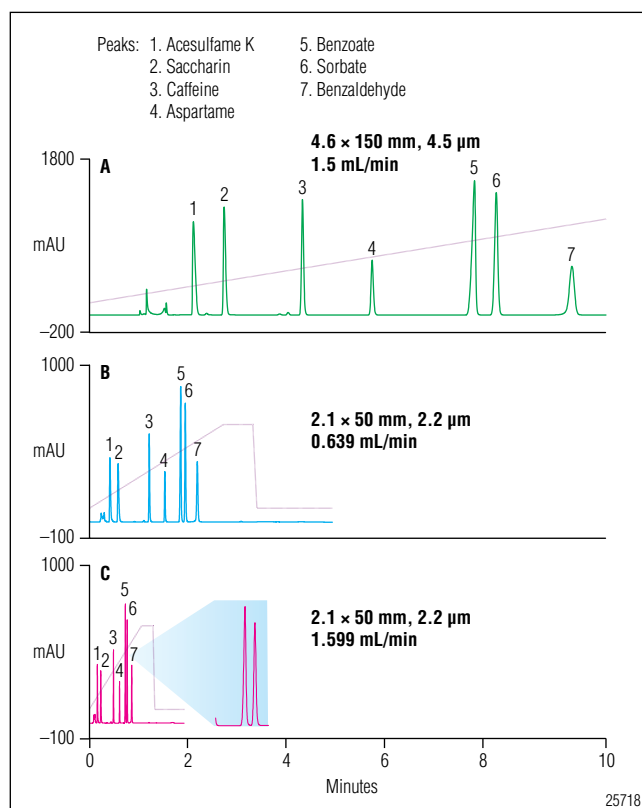 Peaks: 1. Acesulfame K 5. Benzoate
2. Saccharin 6. Sorbate
3. Caffeine 7. Benzaldehyde
4. Aspartame
A
4.6 × 150 mm, 4.5 µm
1.5 mL/min
1800
mAU
–200
1 2 3 4 5 6 7
B
2.1 × 50 mm, 2.2 µm
0.639 mL/min
1000
mAU
–100
1 2 3 4 5 6 7
C
2.1 × 50 mm, 2.2 µm
1.599 mL/min
1000
mAU
–100
1 2 3 4 5 6 7
0 2 4 6 8 10
Minutes
25718